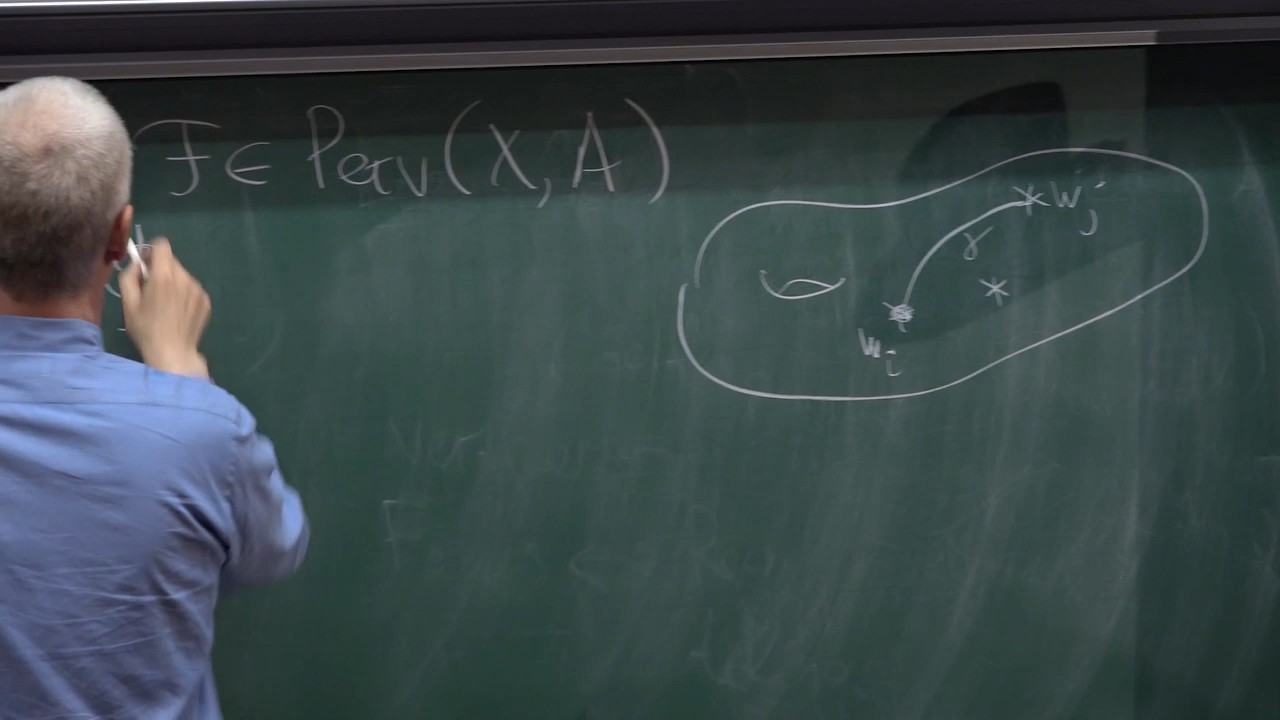 F ∈ Perv(X, A)
* w_j
γ
*
w_i